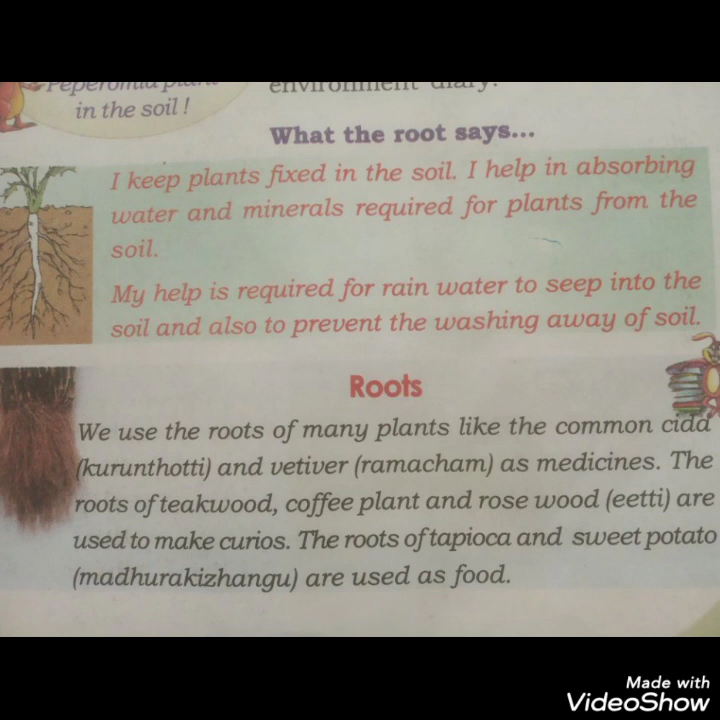 Peperomia plant
in the soil !
environment diary.
What the root says...
I keep plants fixed in the soil. I help in absorbing
water and minerals required for plants from the
soil.
My help is required for rain water to seep into the
soil and also to prevent the washing away of soil.
Roots
We use the roots of many plants like the common cida
(kurunthotti) and vetiver (ramacham) as medicines. The
roots of teakwood, coffee plant and rose wood (eetti) are
used to make curios. The roots of tapioca and sweet potato
(madhurakizhangu) are used as food.
Made with
VideoShow